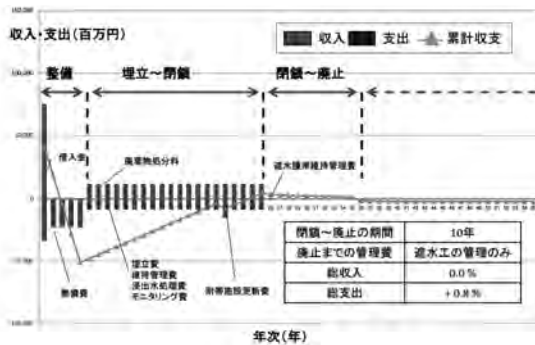 収入・支出(百万円)
収入 支出 累計収支
整備 埋立～閉鎖 閉鎖～廃止
借入金
廃棄物処分料
遮水護岸維持管理費
整備費
埋立費
維持管理費
浸出水処理費
モニタリング費
附帯施設更新費
閉鎖～廃止の期間 10年
廃止までの管理費 遮水工の管理のみ
総収入 0.0%
総支出 +0.8%
年次(年)